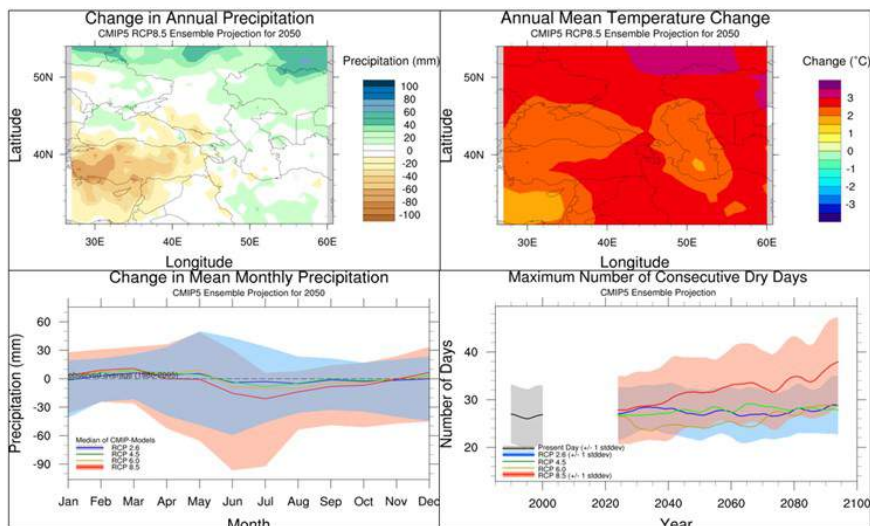 Change in Annual Precipitation
CMIP5 RCP8.5 Ensemble Projection for 2050
Precipitation (mm)
50N
40N
Latitude
30E 40E 50E 60E
Longitude
100
80
60
40
20
0
-20
-40
-60
-80
-100
Annual Mean Temperature Change
CMIP5 RCP8.5 Ensemble Projection for 2050
Change (°C)
50N
40N
Latitude
30E 40E 50E 60E
Longitude
3
2
1
0
-1
-2
-3
Change in Mean Monthly Precipitation
CMIP5 Ensemble Projection for 2050
60
30
0
-30
-60
-90
Precipitation (mm)
Median of CMIP-Models
RCP 2.6
RCP 4.5
RCP 6.0
RCP 8.5
Jan Feb Mar Apr May Jun Jul Aug Sep Oct Nov Dec
Month
Maximum Number of Consecutive Dry Days
CMIP5 Ensemble Projection
40
30
20
Number of Days
Present Day (+/- 1 stddev)
RCP 2.6 (+/- 1 stddev)
RCP 4.5
RCP 6.0
RCP 8.5 (+/- 1 stddev)
2000 2020 2040 2060 2080 2100
Year